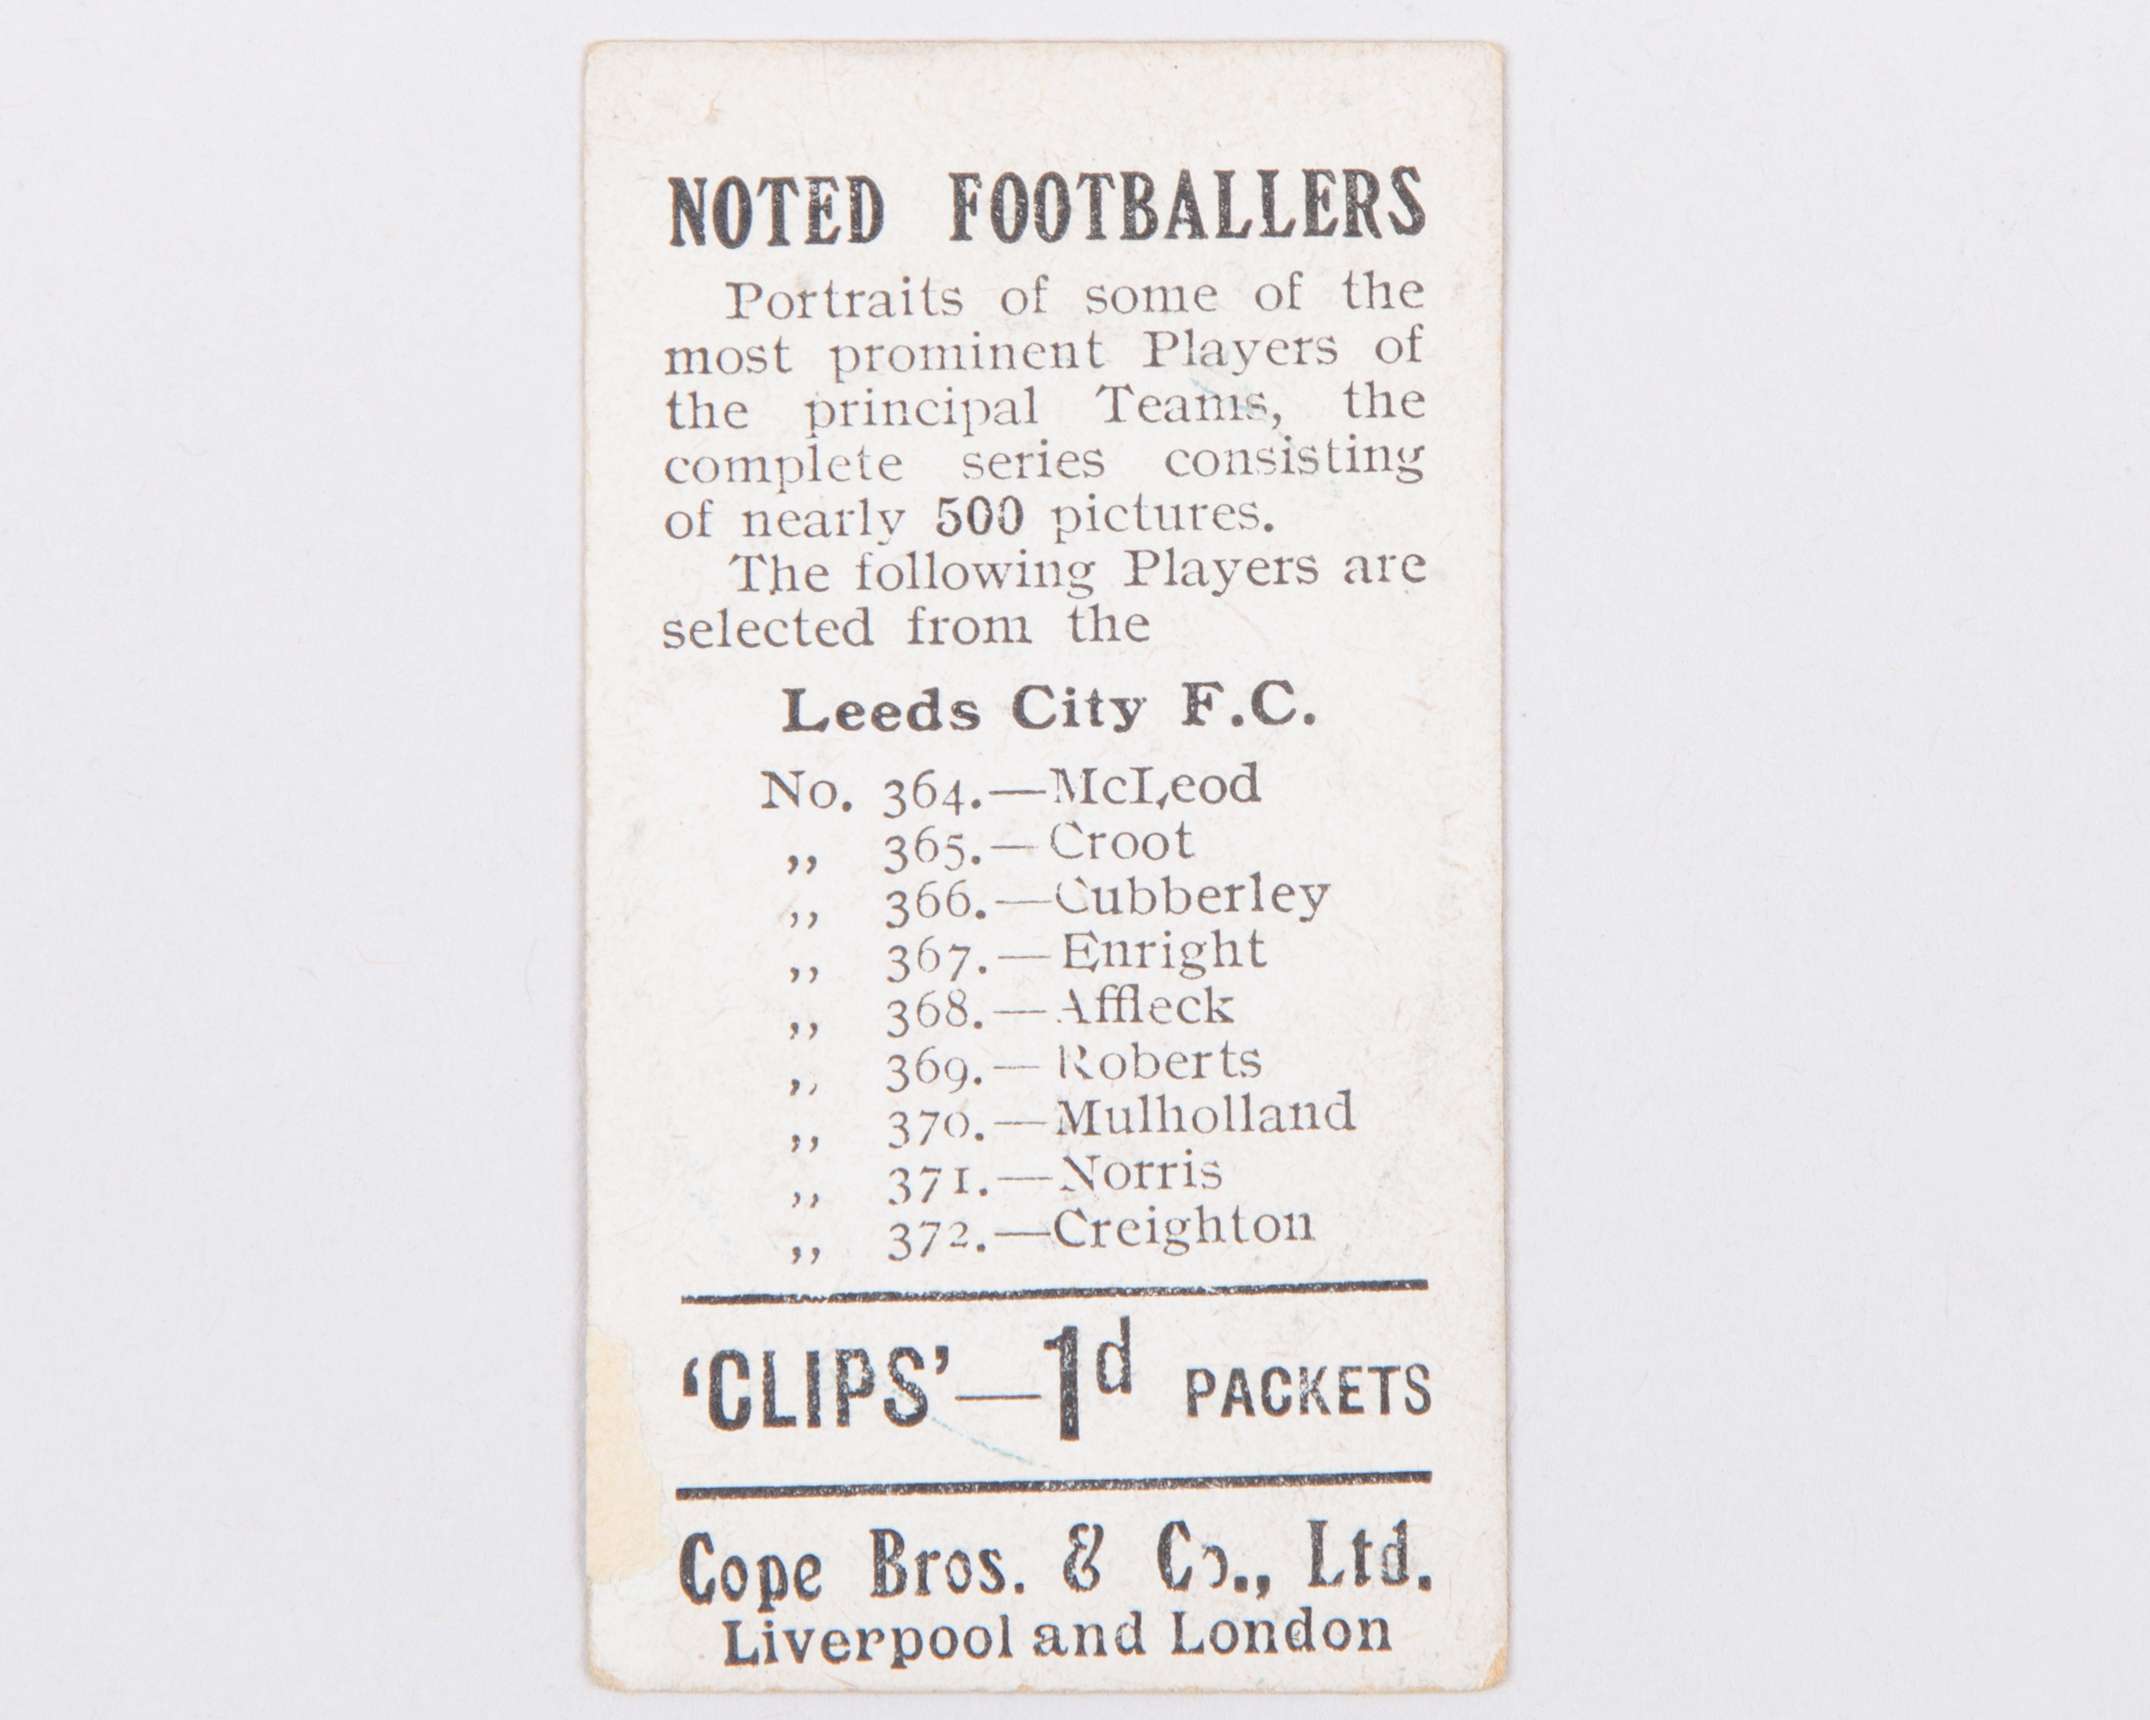 NOTED FOOTBALLERS
Portraits of some of the
most prominent Players of
the principal Teams, the
complete series consisting
of nearly 500 pictures.
The following Players are
selected from the
Leeds City F.C.
No. 364.—McLeod
„ 365.—Croot
„ 366.—Cubberley
„ 367.—Enright
„ 368.—Affleck
„ 369.—Roberts
„ 370.—Mulholland
„ 371.—Norris
„ 372.—Creighton
‘CLIPS’—1d PACKETS
Cope Bros. & Co., Ltd.
Liverpool and London